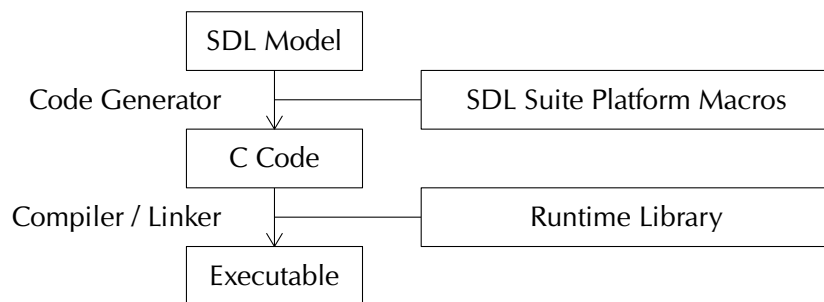 SDL Model
Code Generator
SDL Suite Platform Macros
C Code
Compiler / Linker
Runtime Library
Executable